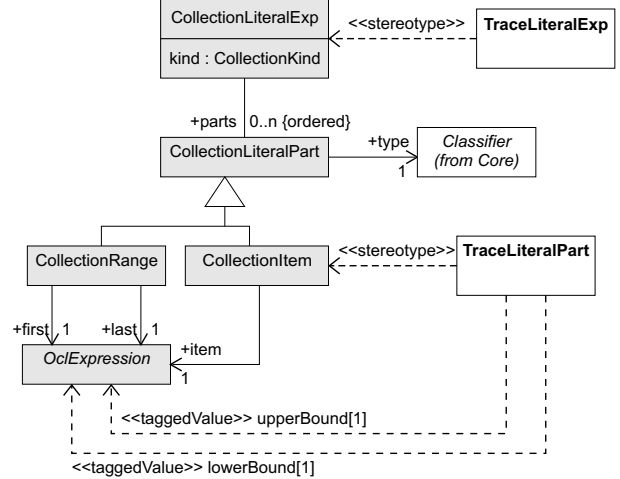 CollectionLiteralExp
kind : CollectionKind
<<stereotype>>
TraceLiteralExp
+parts
0..n {ordered}
CollectionLiteralPart
+type
1
Classifier
(from Core)
CollectionRange
CollectionItem
<<stereotype>>
TraceLiteralPart
+first
1
+last
1
OclExpression
+item
1
<<taggedValue>> upperBound[1]
<<taggedValue>> lowerBound[1]